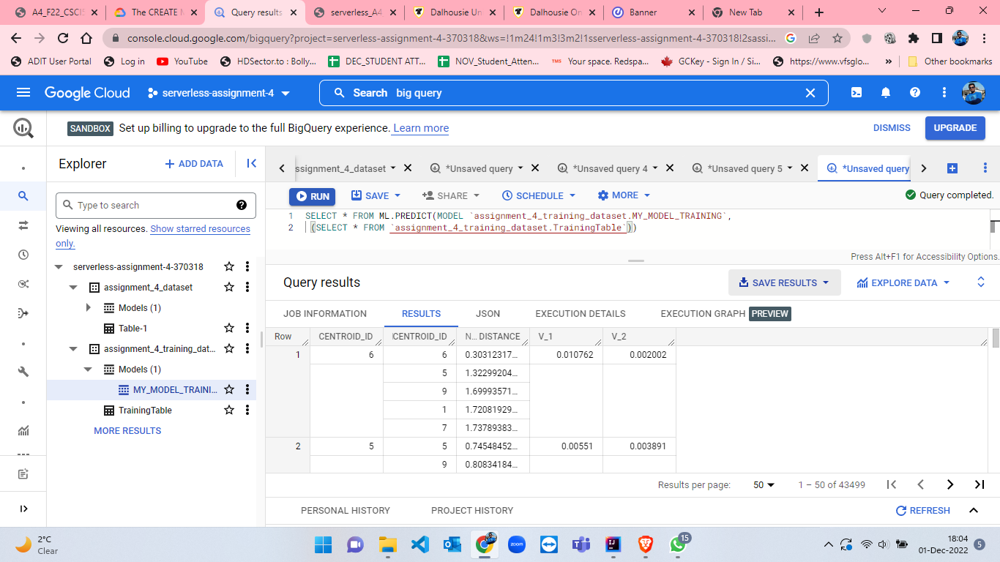 A4_F22_CSCI5
The CREATE M
Query results
serverless_A4
Dalhousie Un
Dalhousie On
Banner
New Tab
console.cloud.google.com/bigquery?project=serverless-assignment-4-370318&ws=!1m24!1m3!3m2!1sserverless-assignment-4-370318!2sassi...
ADIT User Portal
Log in
YouTube
HDSector.to : Bolly...
DEC_STUDENT ATT...
NOV_Student_Atten...
Your space. Redspa...
GCKey - Sign In / Si...
https://www.vfsglo...
»
Other bookmarks
Google Cloud
serverless-assignment-4
Search big query
SANDBOX Set up billing to upgrade to the full BigQuery experience. Learn more
DISMISS
UPGRADE
Explorer
+ ADD DATA
Type to search
Viewing all resources. Show starred resources
only.
serverless-assignment-4-370318
assignment_4_dataset
Models (1)
Table-1
assignment_4_training_dat...
Models (1)
MY_MODEL_TRAINI...
TrainingTable
MORE RESULTS
ssignment_4_dataset
*Unsaved query
*Unsaved query 4
*Unsaved query 5
*Unsaved query
RUN
SAVE
SHARE
SCHEDULE
MORE
Query completed.
1 SELECT * FROM ML.PREDICT(MODEL `assignment_4_training_dataset.MY_MODEL_TRAINING`,
2 (SELECT * FROM `assignment_4_training_dataset.TrainingTable`))
Press Alt+F1 for Accessibility Options.
Query results
SAVE RESULTS
EXPLORE DATA
JOB INFORMATION
RESULTS
JSON
EXECUTION DETAILS
EXECUTION GRAPH PREVIEW
Row CENTROID_ID CENTROID_ID N... DISTANCE V_1 V_2
1 6 6 0.30312317... 0.010762 0.002002
5 1.32299204...
9 1.69993571...
1 1.72081929...
7 1.73789383...
2 5 5 0.74548452... 0.00551 0.003891
9 0.80834184...
Results per page: 50 1 – 50 of 43499
PERSONAL HISTORY
PROJECT HISTORY
REFRESH
2°C
Clear
zoom
15
18:04
01-Dec-2022
5